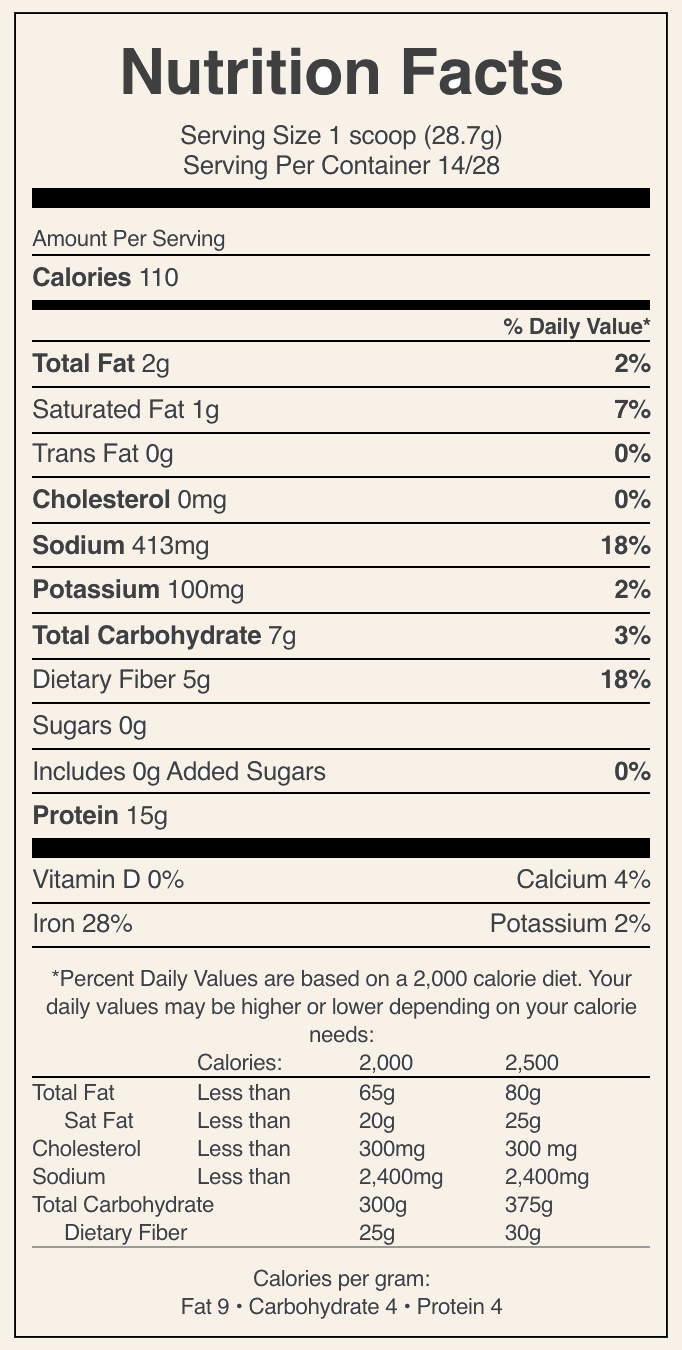 Nutrition Facts
Serving Size 1 scoop (28.7g)
Serving Per Container 14/28
Amount Per Serving
Calories 110
% Daily Value*
Total Fat 2g 2%
Saturated Fat 1g 7%
Trans Fat 0g 0%
Cholesterol 0mg 0%
Sodium 413mg 18%
Potassium 100mg 2%
Total Carbohydrate 7g 3%
Dietary Fiber 5g 18%
Sugars 0g
Includes 0g Added Sugars 0%
Protein 15g
Vitamin D 0% Calcium 4%
Iron 28% Potassium 2%
*Percent Daily Values are based on a 2,000 calorie diet. Your
daily values may be higher or lower depending on your calorie
needs:
Calories: 2,000 2,500
Total Fat Less than 65g 80g
Sat Fat Less than 20g 25g
Cholesterol Less than 300mg 300 mg
Sodium Less than 2,400mg 2,400mg
Total Carbohydrate 300g 375g
Dietary Fiber 25g 30g
Calories per gram:
Fat 9 • Carbohydrate 4 • Protein 4